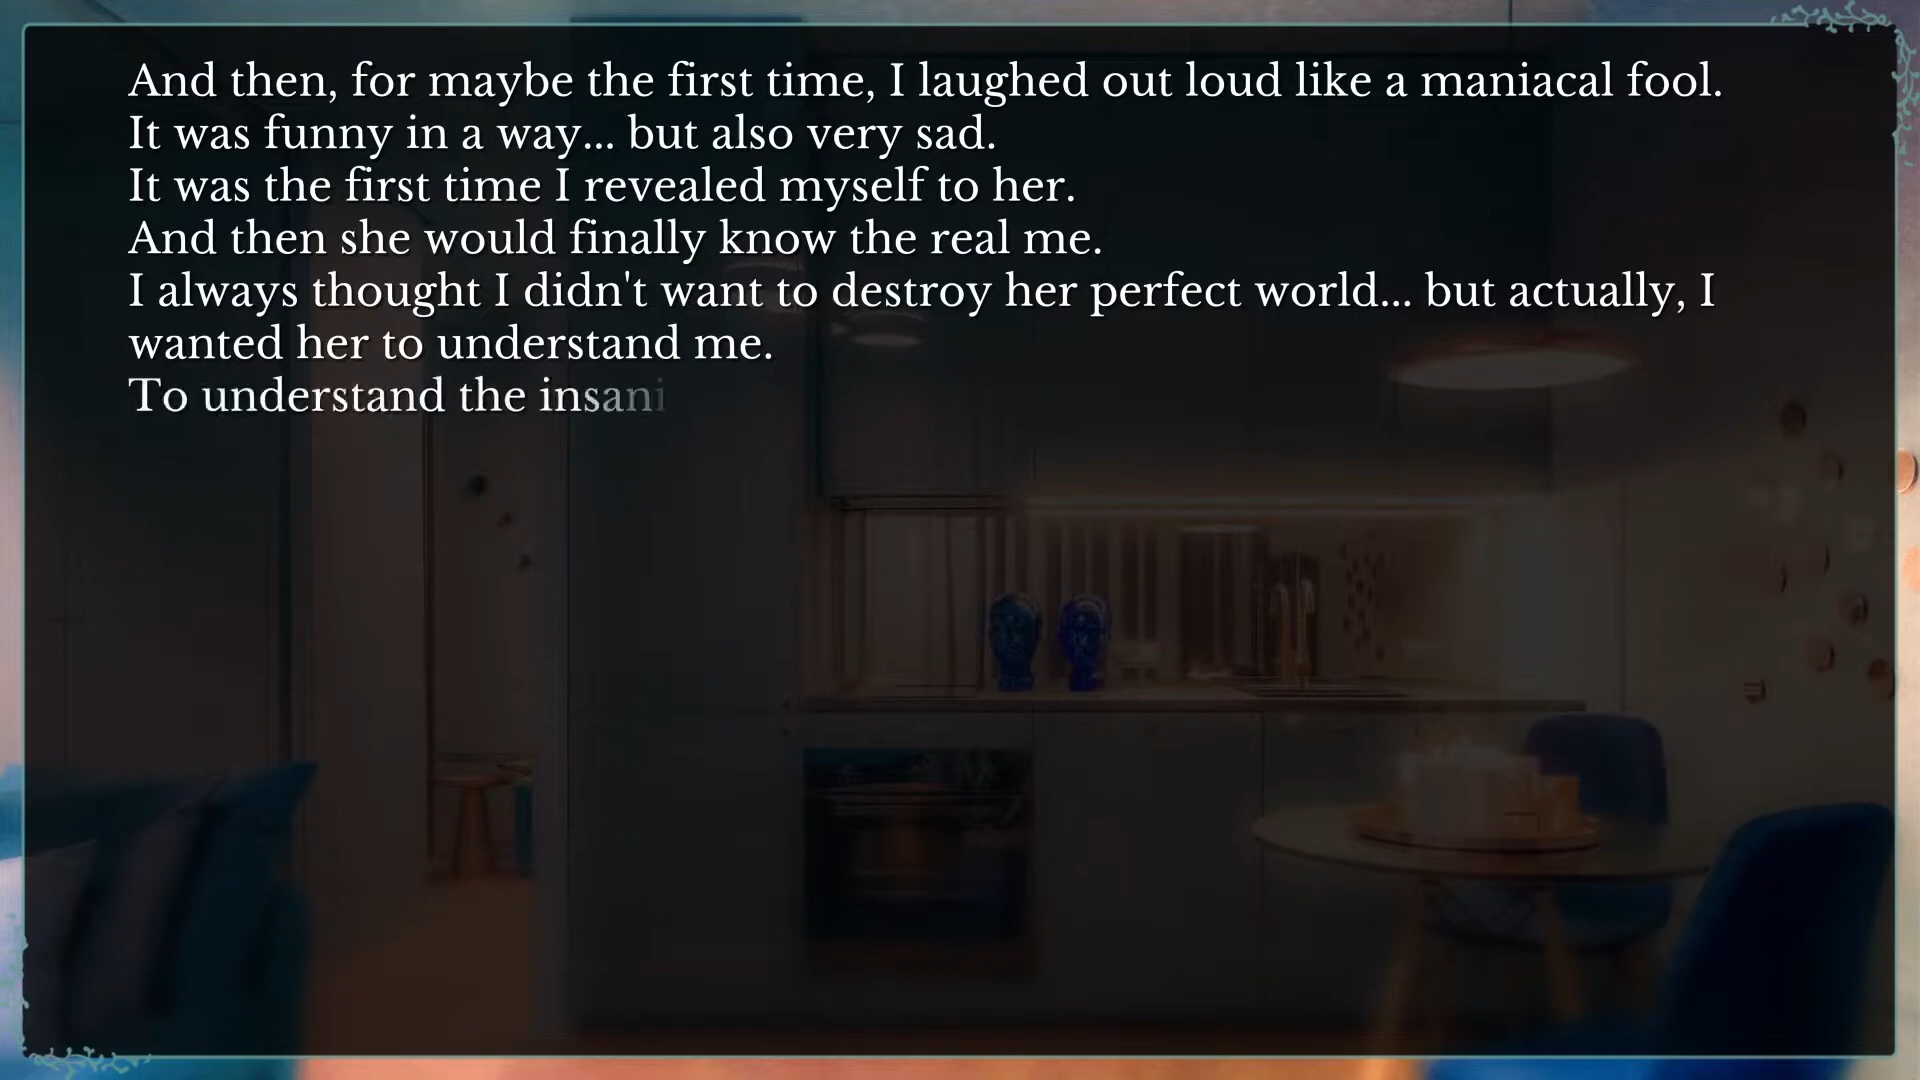 And then, for maybe the first time, I laughed out loud like a maniacal fool.
It was funny in a way... but also very sad.
It was the first time I revealed myself to her.
And then she would finally know the real me.
I always thought I didn't want to destroy her perfect world... but actually, I
wanted her to understand me.
To understand the insani